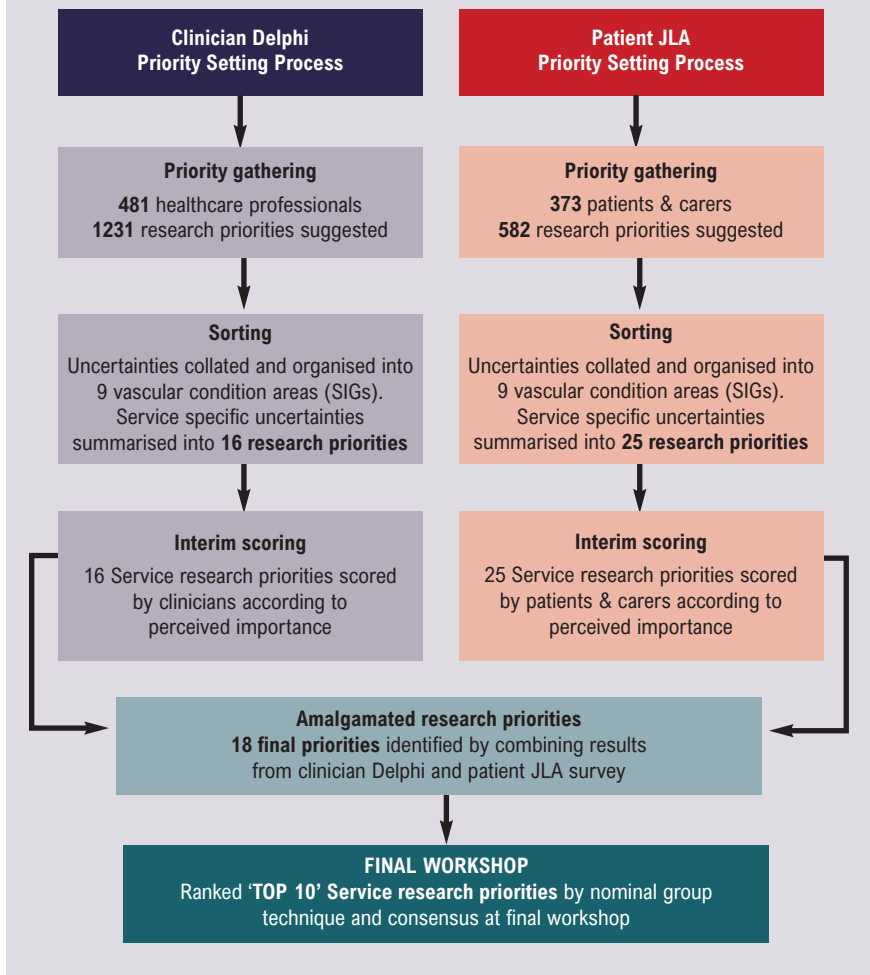 Clinician Delphi
Priority Setting Process
Patient JLA
Priority Setting Process
Priority gathering
481 healthcare professionals
1231 research priorities suggested
Priority gathering
373 patients & carers
582 research priorities suggested
Sorting
Uncertainties collated and organised into
9 vascular condition areas (SIGs).
Service specific uncertainties
summarised into 16 research priorities
Sorting
Uncertainties collated and organised into
9 vascular condition areas (SIGs).
Service specific uncertainties
summarised into 25 research priorities
Interim scoring
16 Service research priorities scored
by clinicians according to
perceived importance
Interim scoring
25 Service research priorities scored
by patients & carers according to
perceived importance
Amalgamated research priorities
18 final priorities identified by combining results
from clinician Delphi and patient JLA survey
FINAL WORKSHOP
Ranked ‘TOP 10’ Service research priorities by nominal group
technique and consensus at final workshop